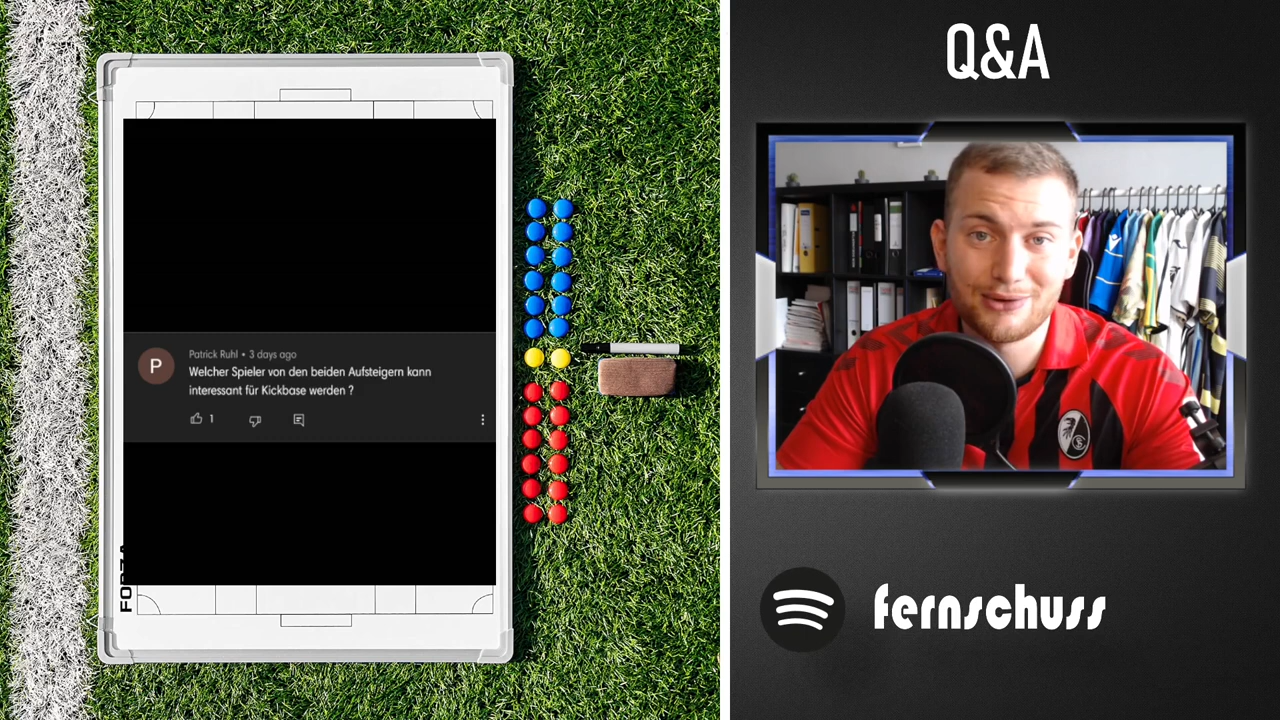 Q&A
P
Patrick Ruhl • 3 days ago
Welcher Spieler von den beiden Aufsteigern kann
interessant für Kickbase werden ?
1
FORZA
fernschuss